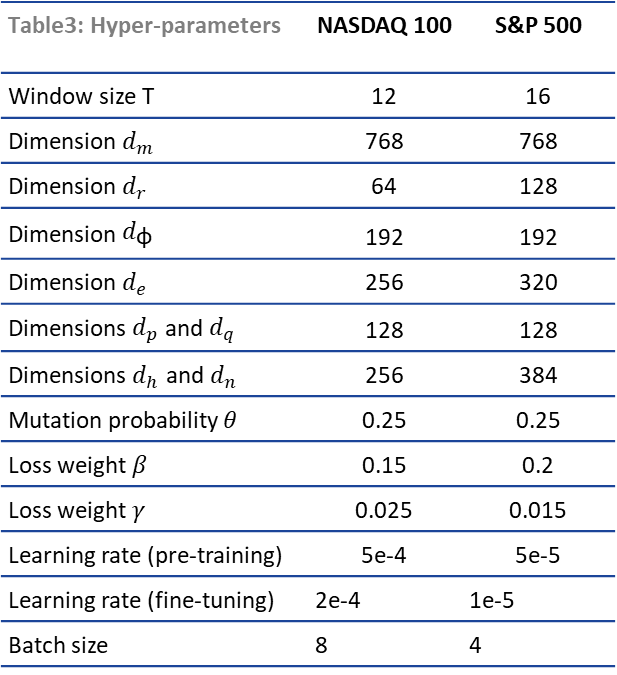 Table3: Hyper-parameters NASDAQ 100 S&P 500
Window size T 12 16
Dimension dₘ 768 768
Dimension dᵣ 64 128
Dimension dϕ 192 192
Dimension dₑ 256 320
Dimensions dₚ and d_q 128 128
Dimensions dₕ and dₙ 256 384
Mutation probability θ 0.25 0.25
Loss weight β 0.15 0.2
Loss weight γ 0.025 0.015
Learning rate (pre-training) 5e-4 5e-5
Learning rate (fine-tuning) 2e-4 1e-5
Batch size 8 4